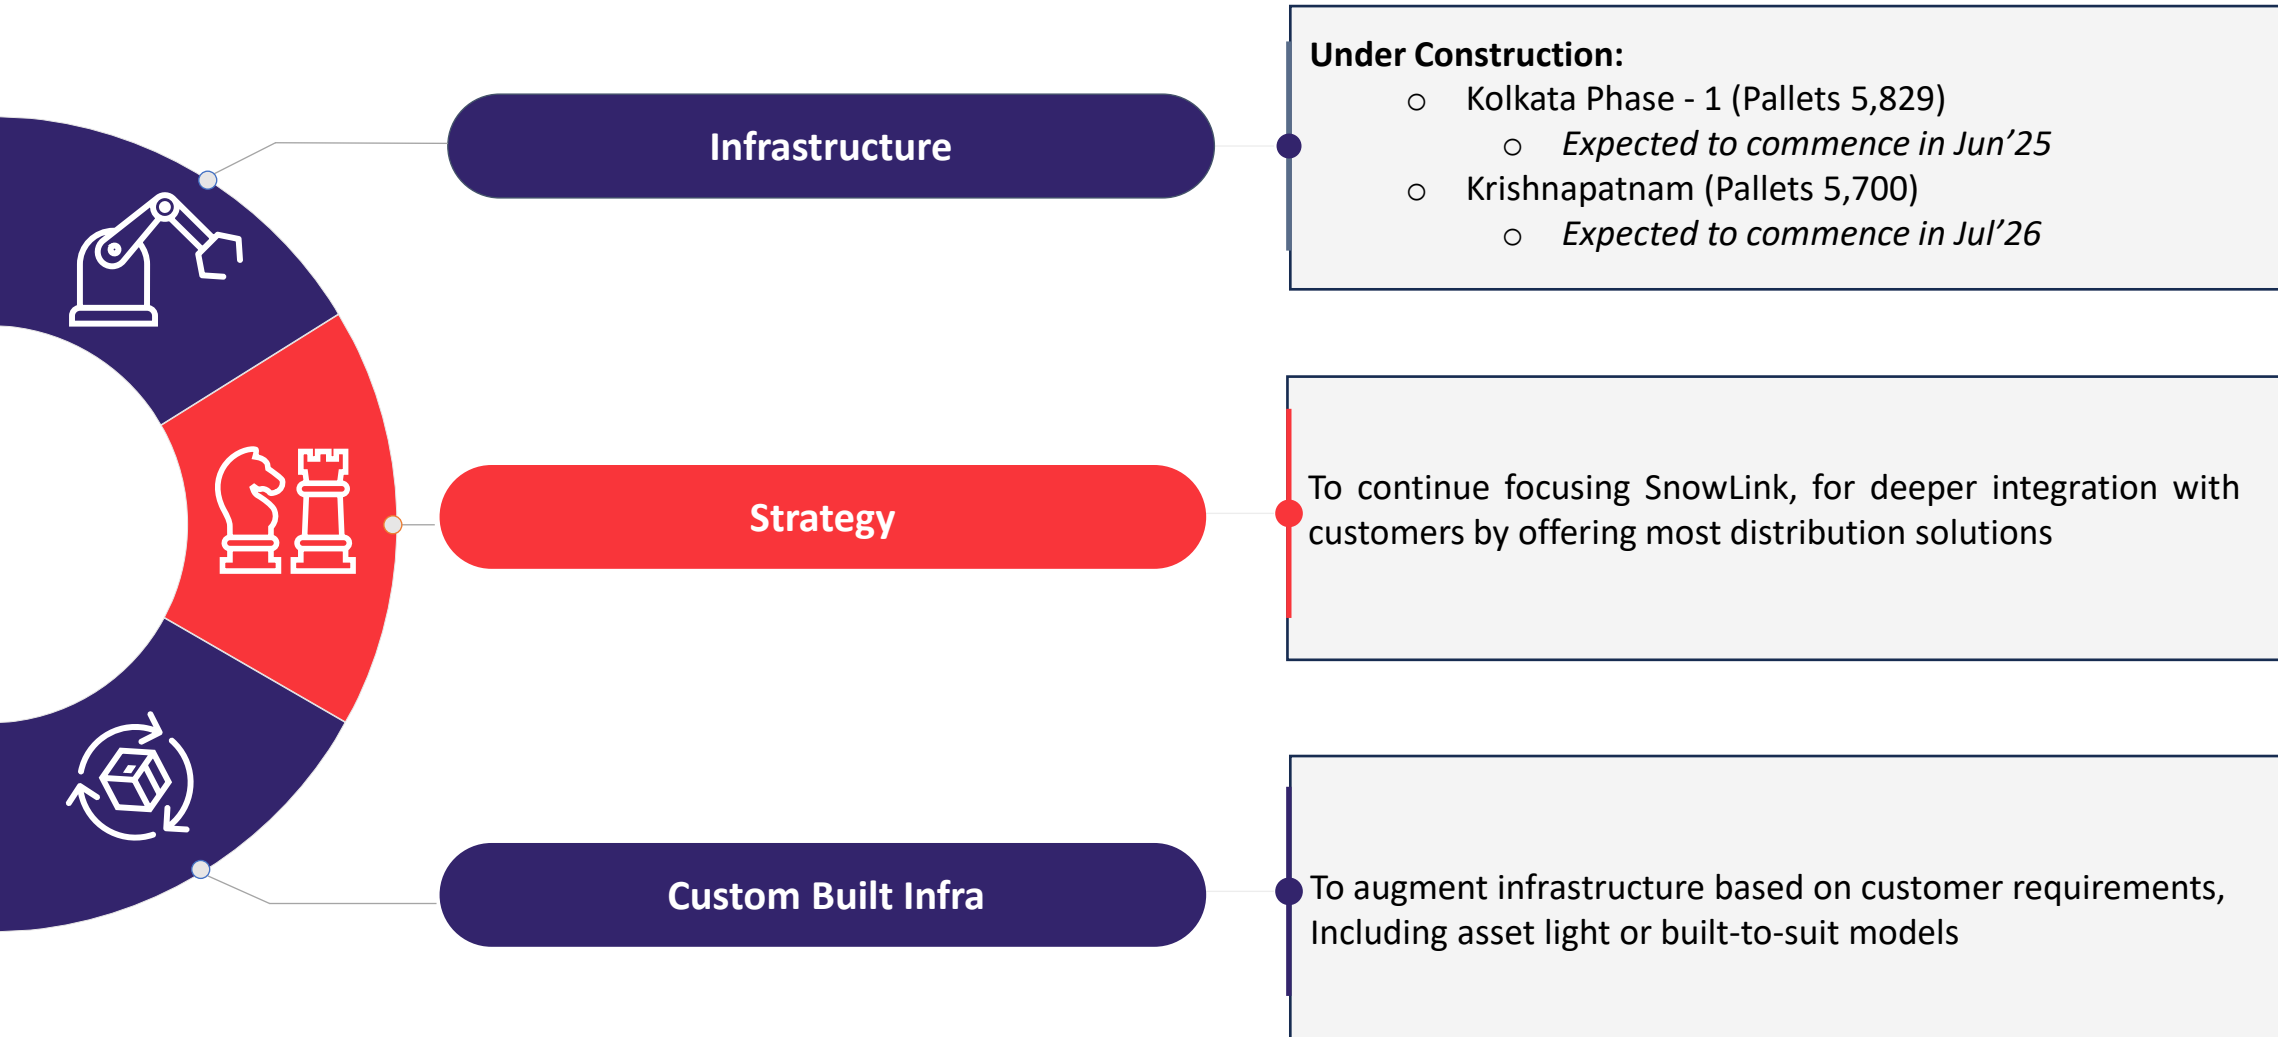 Infrastructure
Under Construction:
o Kolkata Phase - 1 (Pallets 5,829)
o Expected to commence in Jun’25
o Krishnapatnam (Pallets 5,700)
o Expected to commence in Jul’26
Strategy
To continue focusing SnowLink, for deeper integration with
customers by offering most distribution solutions
Custom Built Infra
To augment infrastructure based on customer requirements,
Including asset light or built-to-suit models